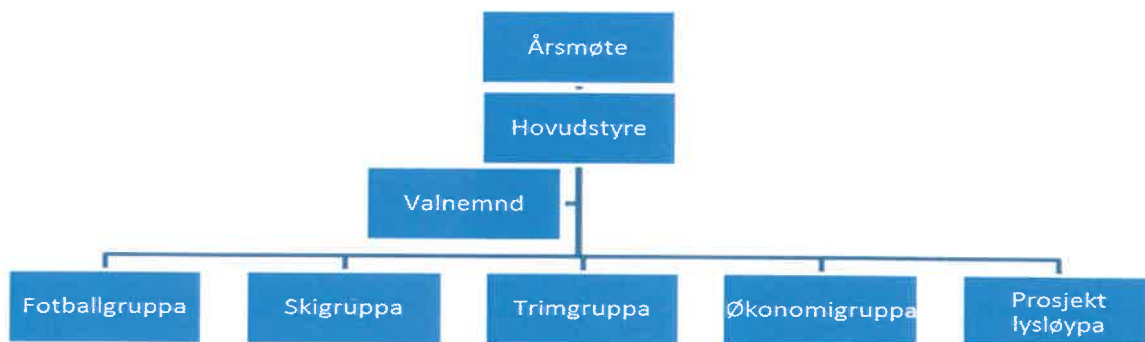 Årsmøte
Hovudstyre
Valnemnd
Fotballgruppa
Skigruppa
Trimgruppa
Økonomigruppa
Prosjekt
lysløypa